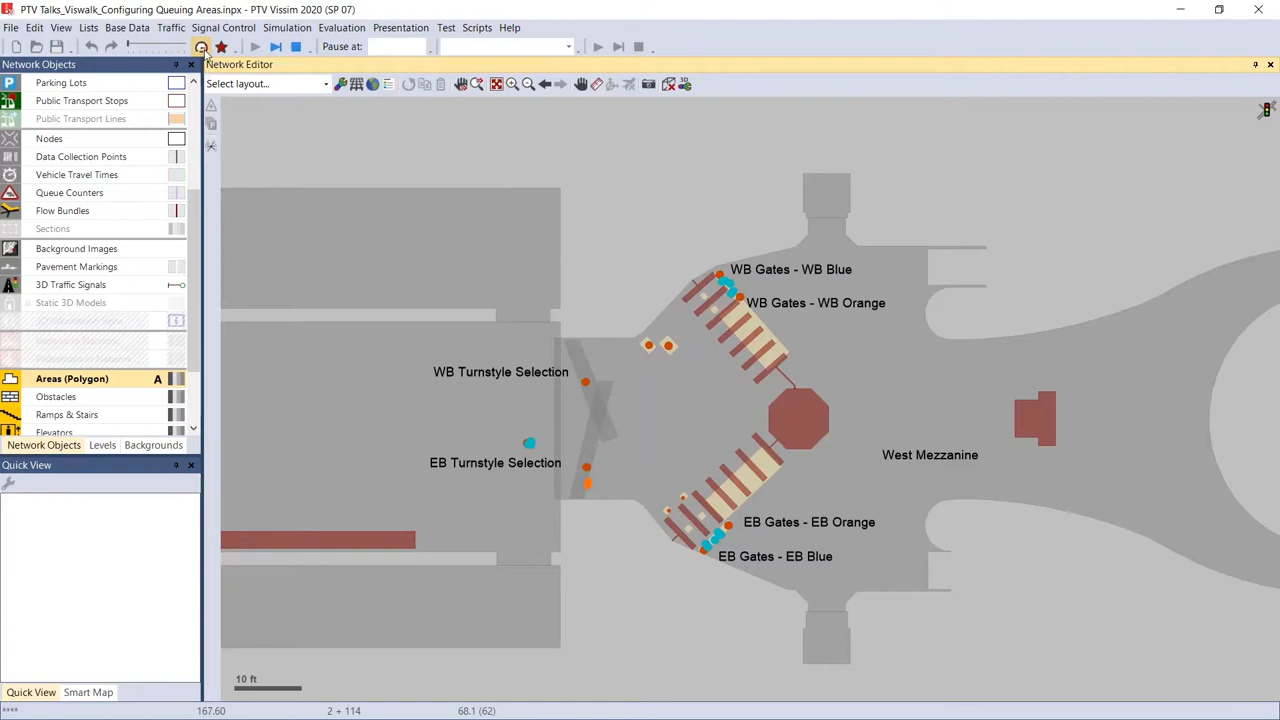 PTV Talks_Viswalk_Configuring Queuing Areas.inpx - PTV Vissim 2020 (SP 07)
File Edit View Lists Base Data Traffic Signal Control Simulation Evaluation Presentation Test Scripts Help
Pause at:
Network Objects
Network Editor
Select layout...
Parking Lots
Public Transport Stops
Public Transport Lines
Nodes
Data Collection Points
Vehicle Travel Times
Queue Counters
Flow Bundles
Sections
Background Images
Pavement Markings
3D Traffic Signals
Static 3D Models
Areas (Polygon) A
Obstacles
Ramps & Stairs
Elevators
Network Objects Levels Backgrounds
Quick View
Quick View Smart Map
WB Gates - WB Blue
WB Gates - WB Orange
WB Turnstyle Selection
EB Turnstyle Selection
West Mezzanine
EB Gates - EB Orange
EB Gates - EB Blue
10 ft
**** 167.60 2 + 114 68.1 (62)